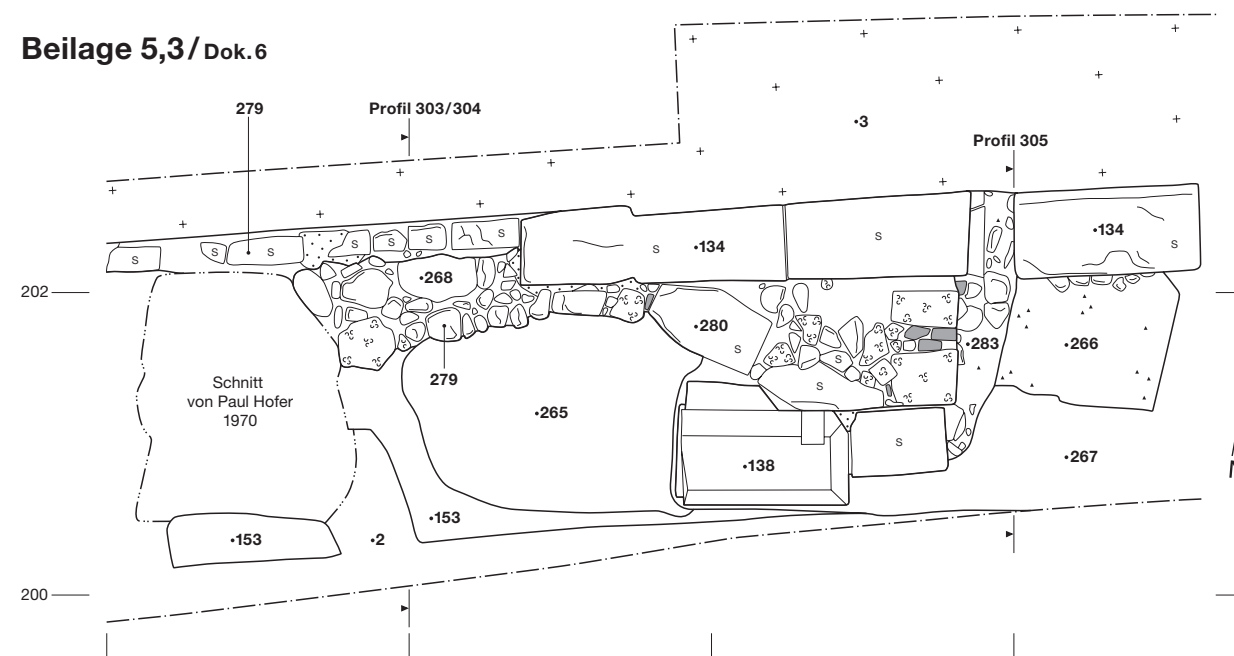 Beilage 5,3/Dok.6
279
Profil 303/304
•3
Profil 305
S
S
S
S
S
S
S
•134
S
•134
S
•268
202
•280
S
•283
•266
279
S
S
Schnitt
von Paul Hofer
1970
•265
S
•138
•267
•153
•153
•2
200